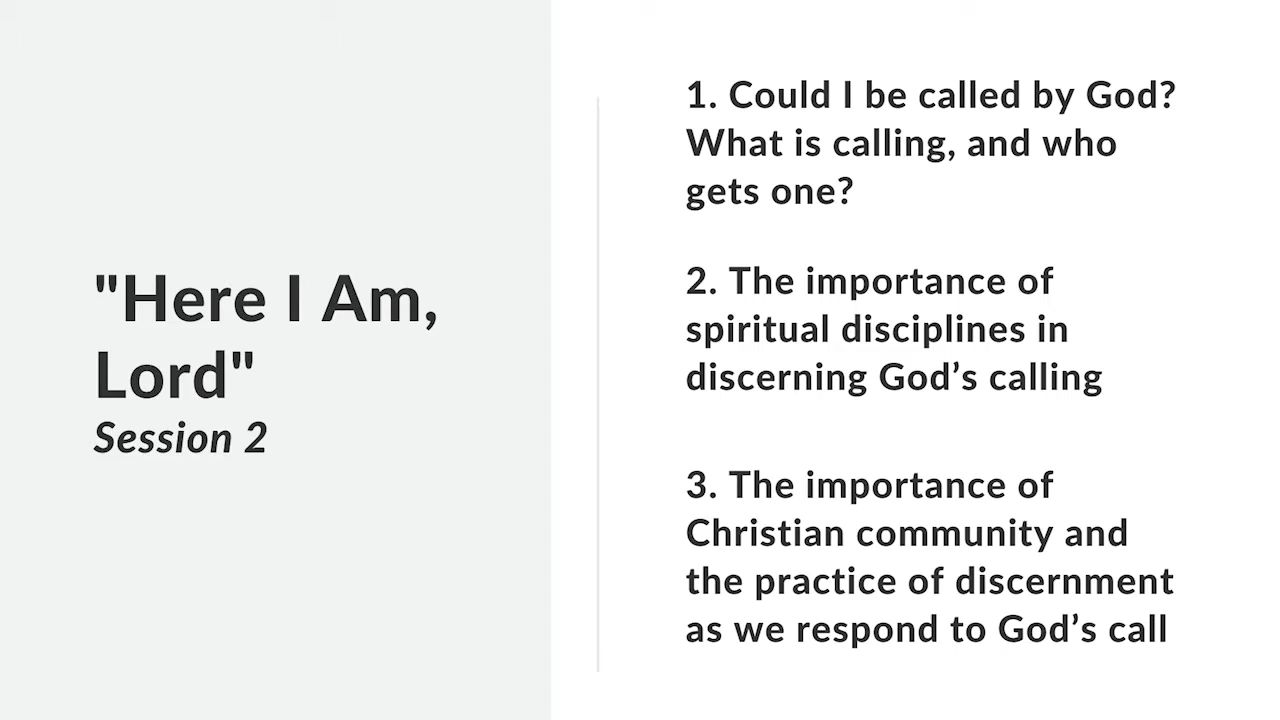 "Here I Am,
Lord"
Session 2
1. Could I be called by God?
What is calling, and who
gets one?
2. The importance of
spiritual disciplines in
discerning God’s calling
3. The importance of
Christian community and
the practice of discernment
as we respond to God’s call